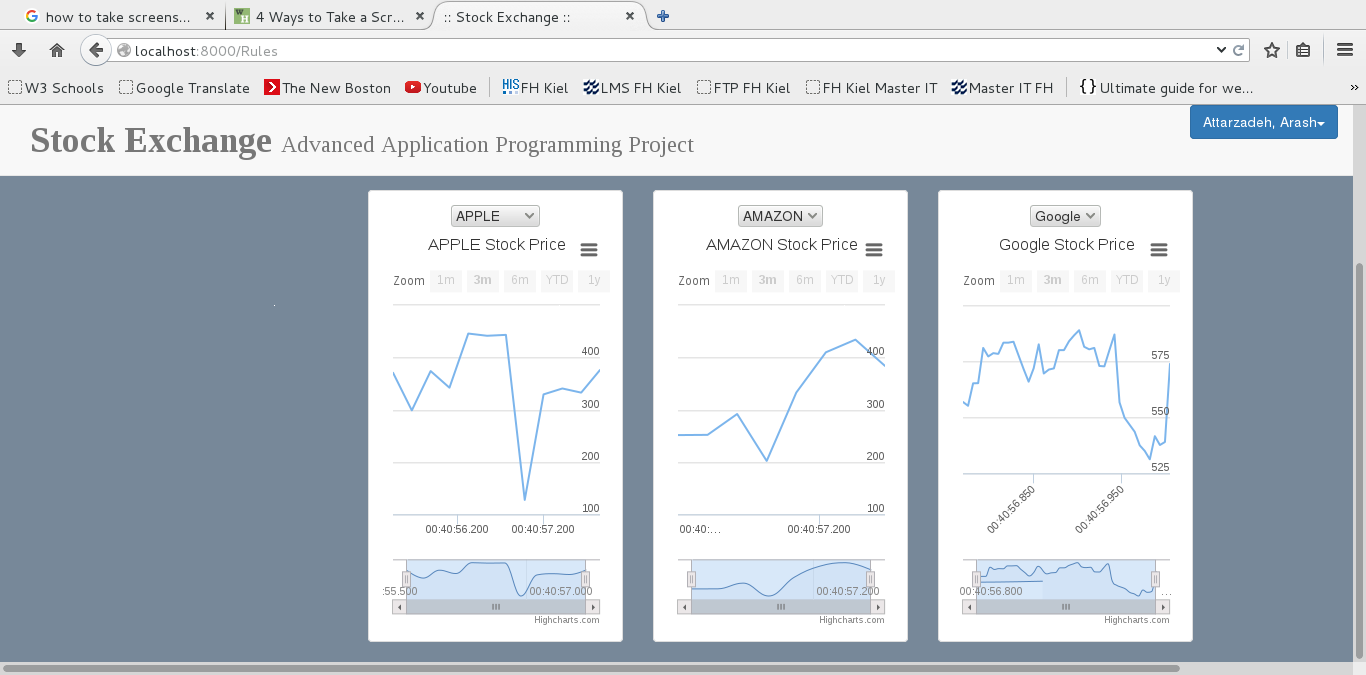 how to take screens...
4 Ways to Take a Scr...
:: Stock Exchange ::
localhost:8000/Rules
W3 Schools Google Translate The New Boston Youtube HIS FH Kiel LMS FH Kiel FTP FH Kiel FH Kiel Master IT Master IT FH {} Ultimate guide for we... »
Stock Exchange Advanced Application Programming Project
Attarzadeh, Arash
APPLE
APPLE Stock Price
Zoom 1m 3m 6m YTD 1y
400
300
200
100
00:40:56.200 00:40:57.200
:55.500 00:40:57.000
Highcharts.com
AMAZON
AMAZON Stock Price
Zoom 1m 3m 6m YTD 1y
400
300
200
100
00:40:... 00:40:57.200
00:40:57.200
Highcharts.com
Google
Google Stock Price
Zoom 1m 3m 6m YTD 1y
575
550
525
00:40:56.850 00:40:56.950
00:40:56.800 ...
Highcharts.com